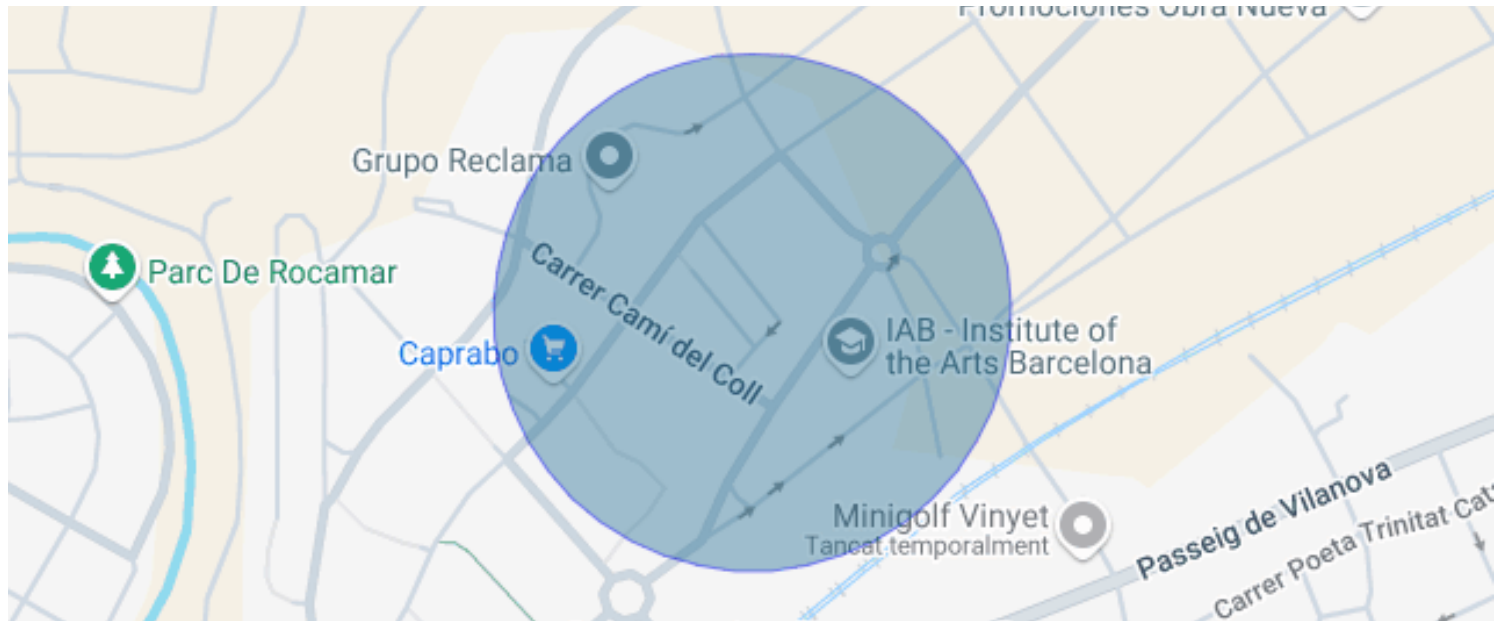 Promociones Obra Nueva
Grupo Reclama
Parc De Rocamar
Carrer Camí del Coll
Caprabo
IAB - Institute of
the Arts Barcelona
Minigolf Vinyet
Tancat temporalment
Passeig de Vilanova
Carrer Poeta Trinitat Cat